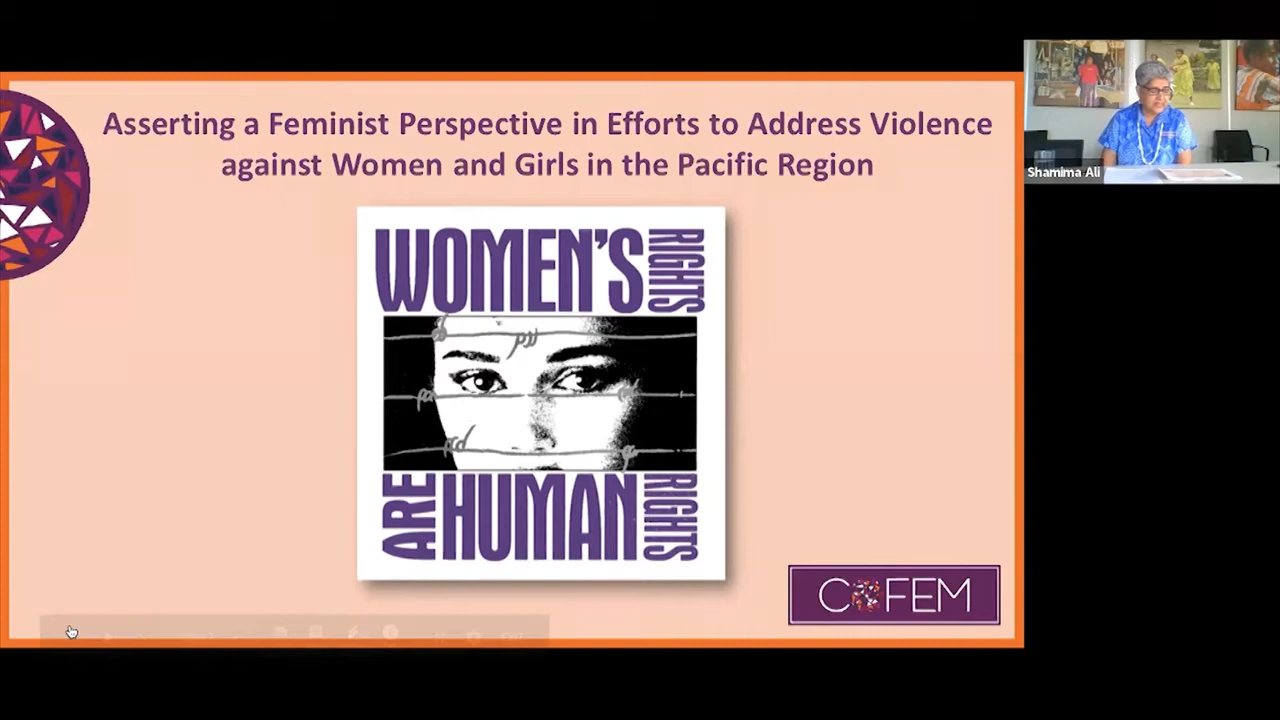 Asserting a Feminist Perspective in Efforts to Address Violence
against Women and Girls in the Pacific Region
WOMEN'S RIGHTS
ARE HUMAN RIGHTS
COFEM
Shamima Ali